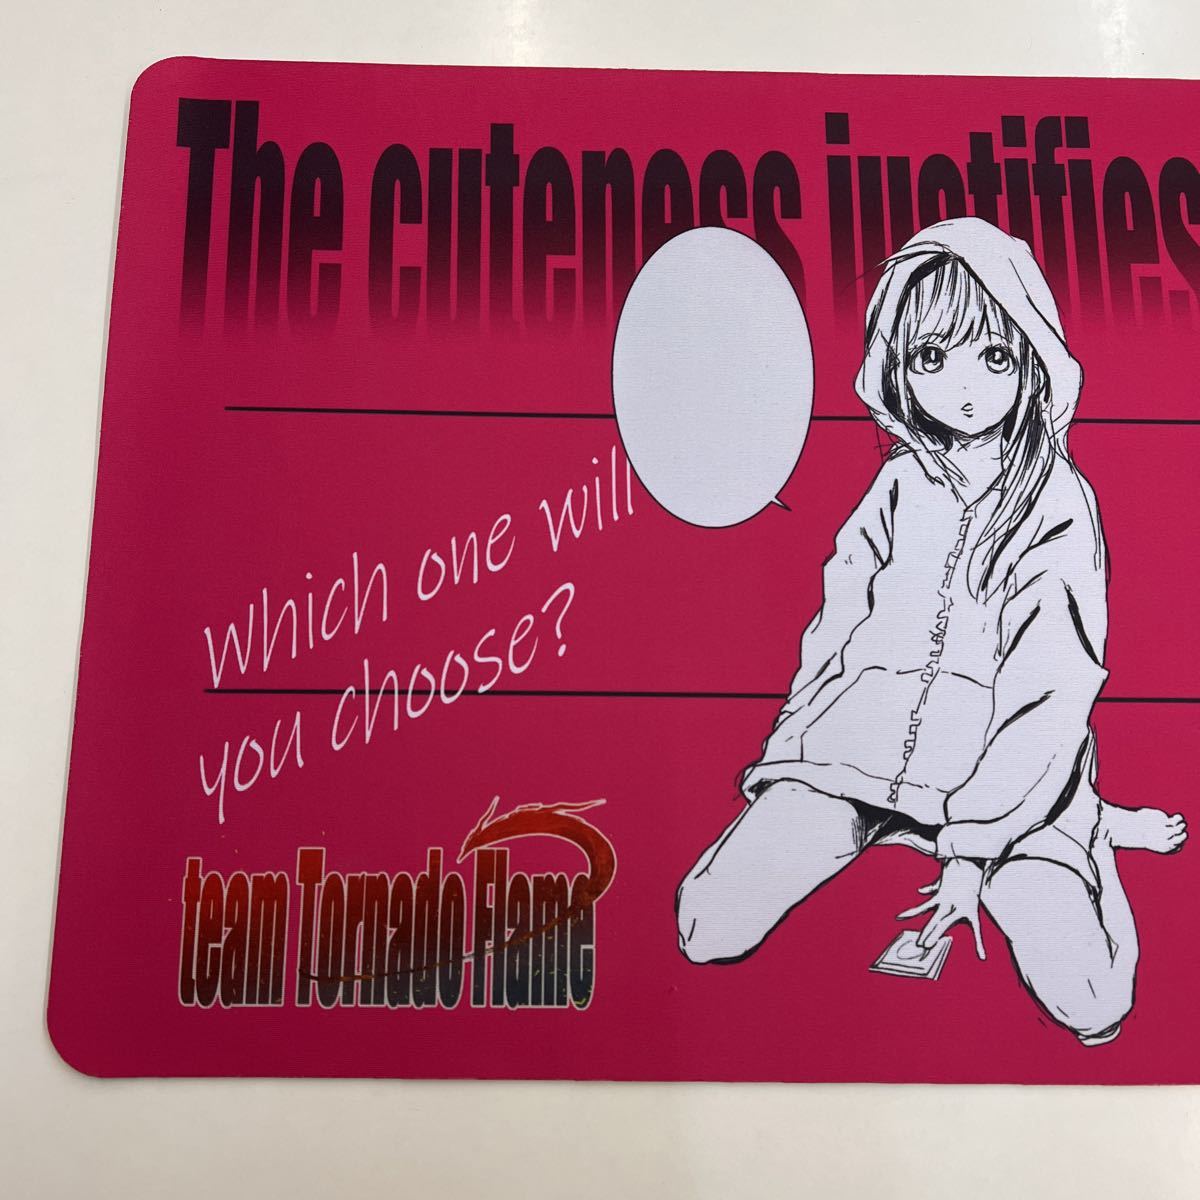 The cuteness justifies
Which one will
you choose?
team Tornado Flame